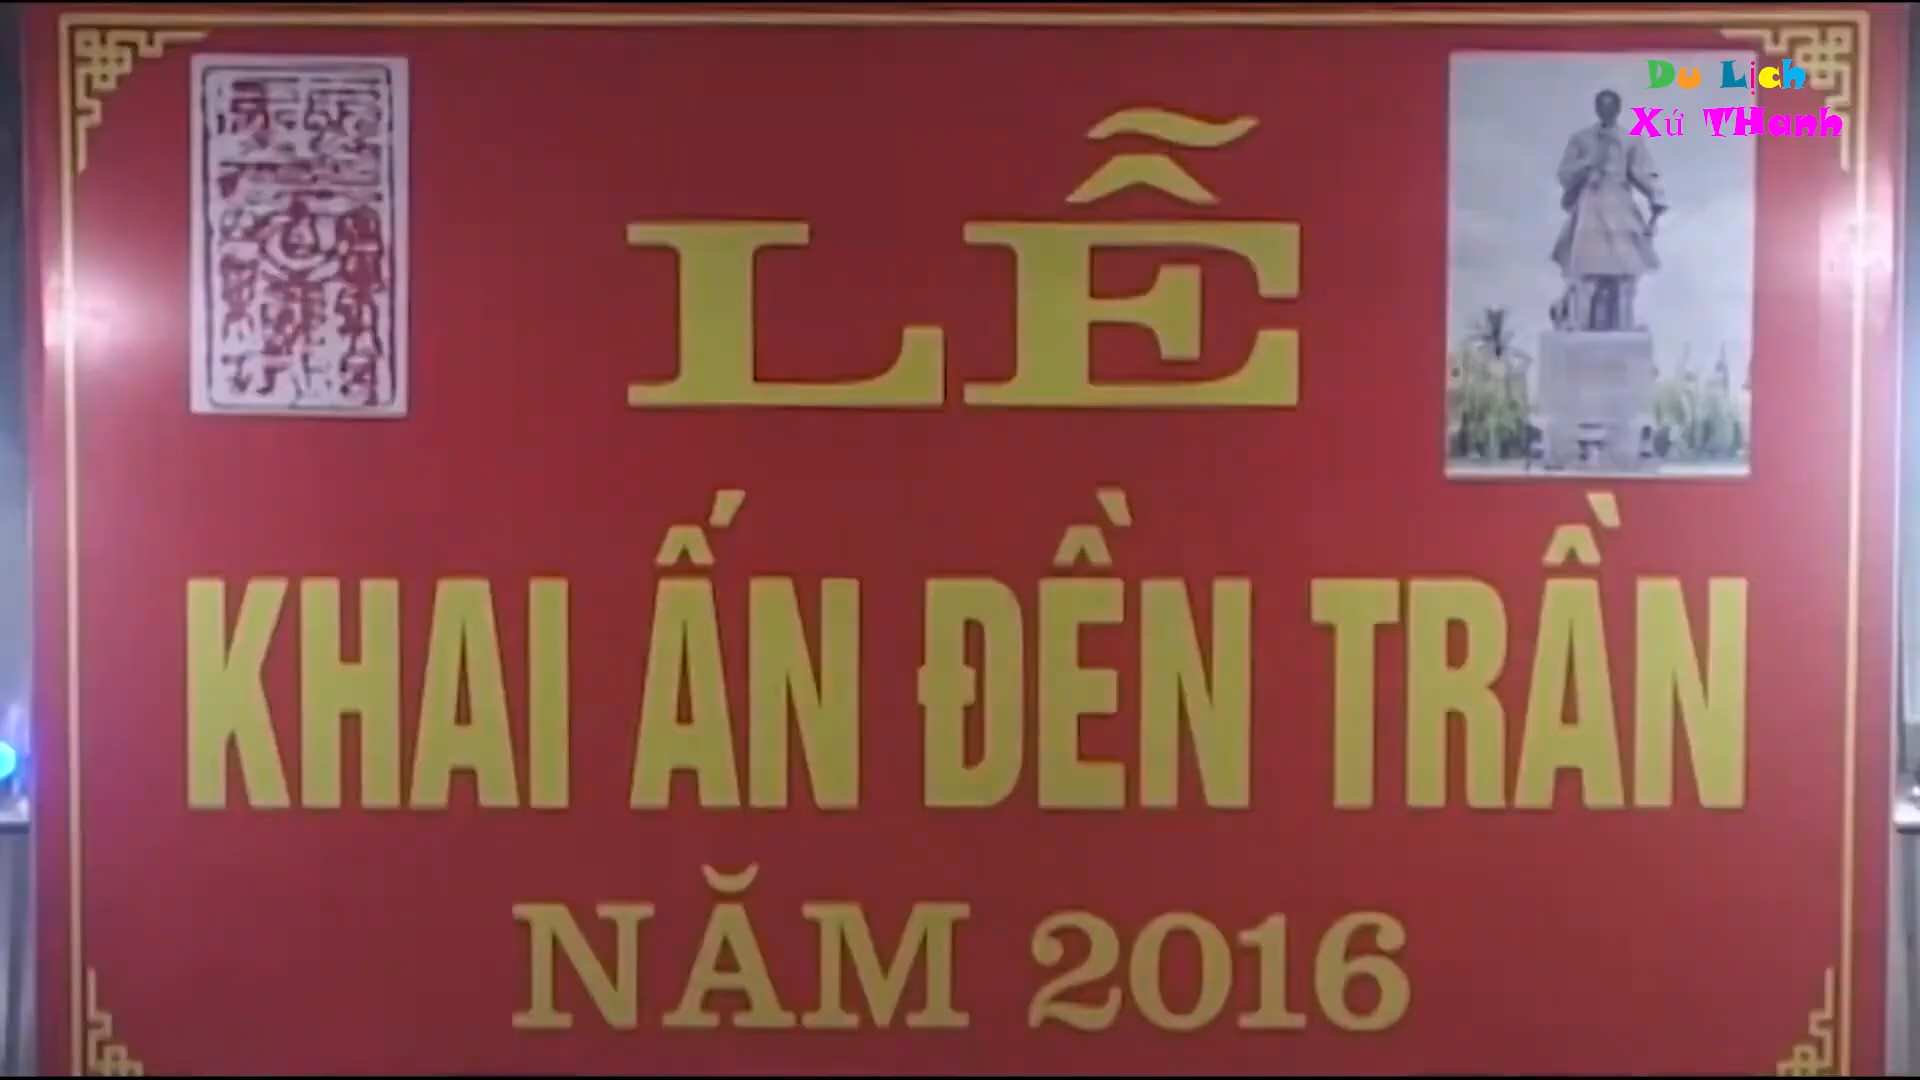 Du Lịch
Xứ THanh
LỄ
KHAI ẤN ĐỀN TRẦN
NĂM 2016